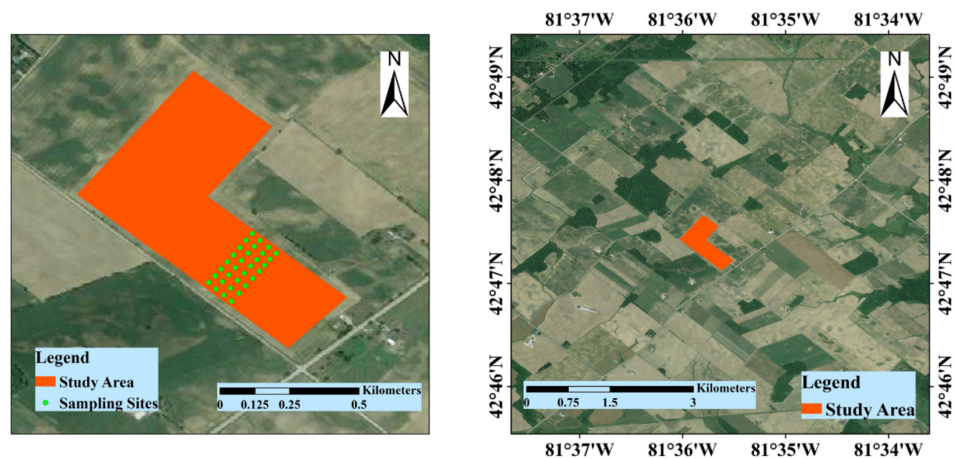 N
Legend
Study Area
Sampling Sites
Kilometers
0 0.125 0.25 0.5
81°37'W 81°36'W 81°35'W 81°34'W
N
42°49'N 42°49'N
42°48'N 42°48'N
42°47'N 42°47'N
42°46'N 42°46'N
Kilometers
0 0.75 1.5 3
Legend
Study Area
81°37'W 81°36'W 81°35'W 81°34'W